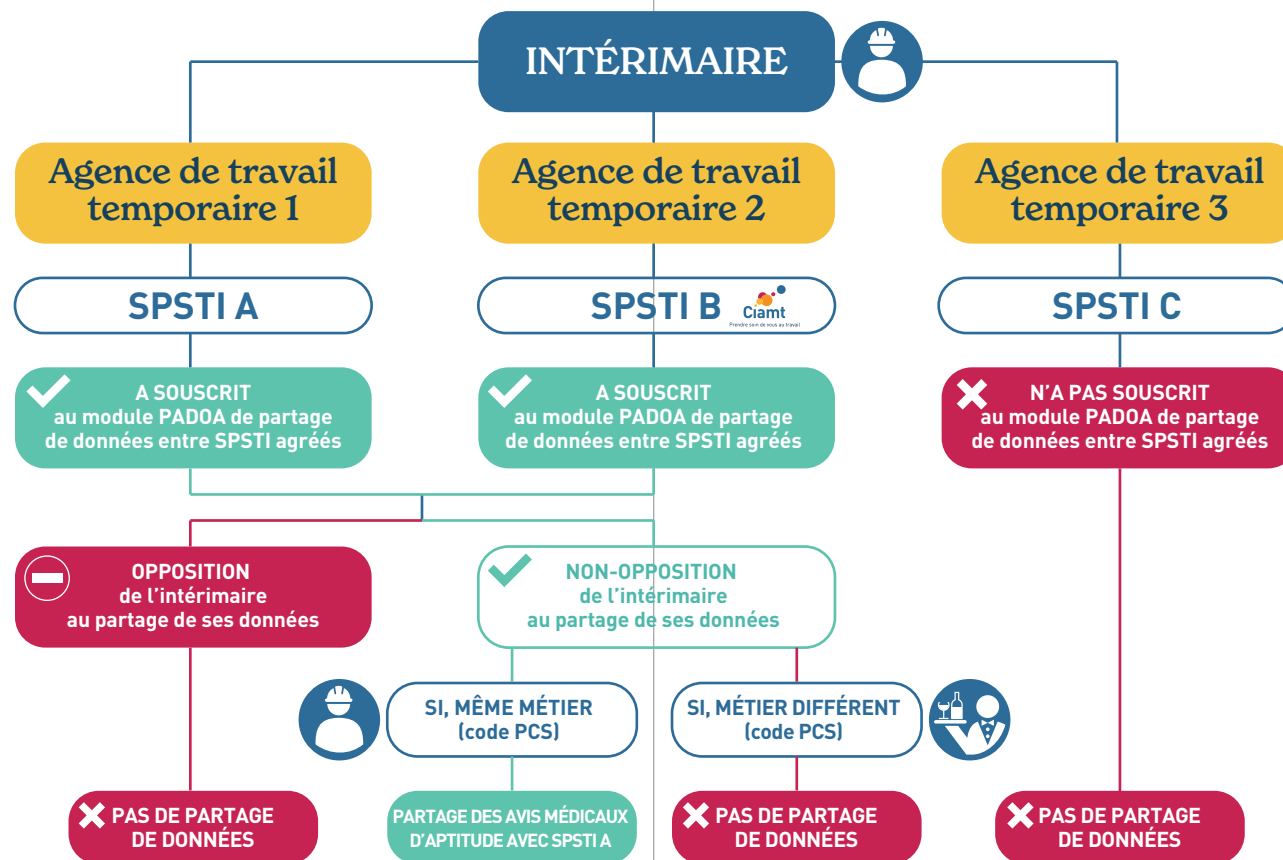 INTÉRIMAIRE
Agence de travail
temporaire 1
Agence de travail
temporaire 2
Agence de travail
temporaire 3
SPSTI A
SPSTI B
Ciamt
Prendre soin de vous au travail
SPSTI C
A SOUSCRIT
au module PADOA de partage
de données entre SPSTI agréés
A SOUSCRIT
au module PADOA de partage
de données entre SPSTI agréés
N'A PAS SOUSCRIT
au module PADOA de partage
de données entre SPSTI agréés
OPPOSITION
de l'intérimaire
au partage de ses données
NON-OPPOSITION
de l'intérimaire
au partage de ses données
SI, MÊME MÉTIER
(code PCS)
SI, MÉTIER DIFFÉRENT
(code PCS)
PAS DE PARTAGE
DE DONNÉES
PARTAGE DES AVIS MÉDICAUX
D'APTITUDE AVEC SPSTI A
PAS DE PARTAGE
DE DONNÉES
PAS DE PARTAGE
DE DONNÉES